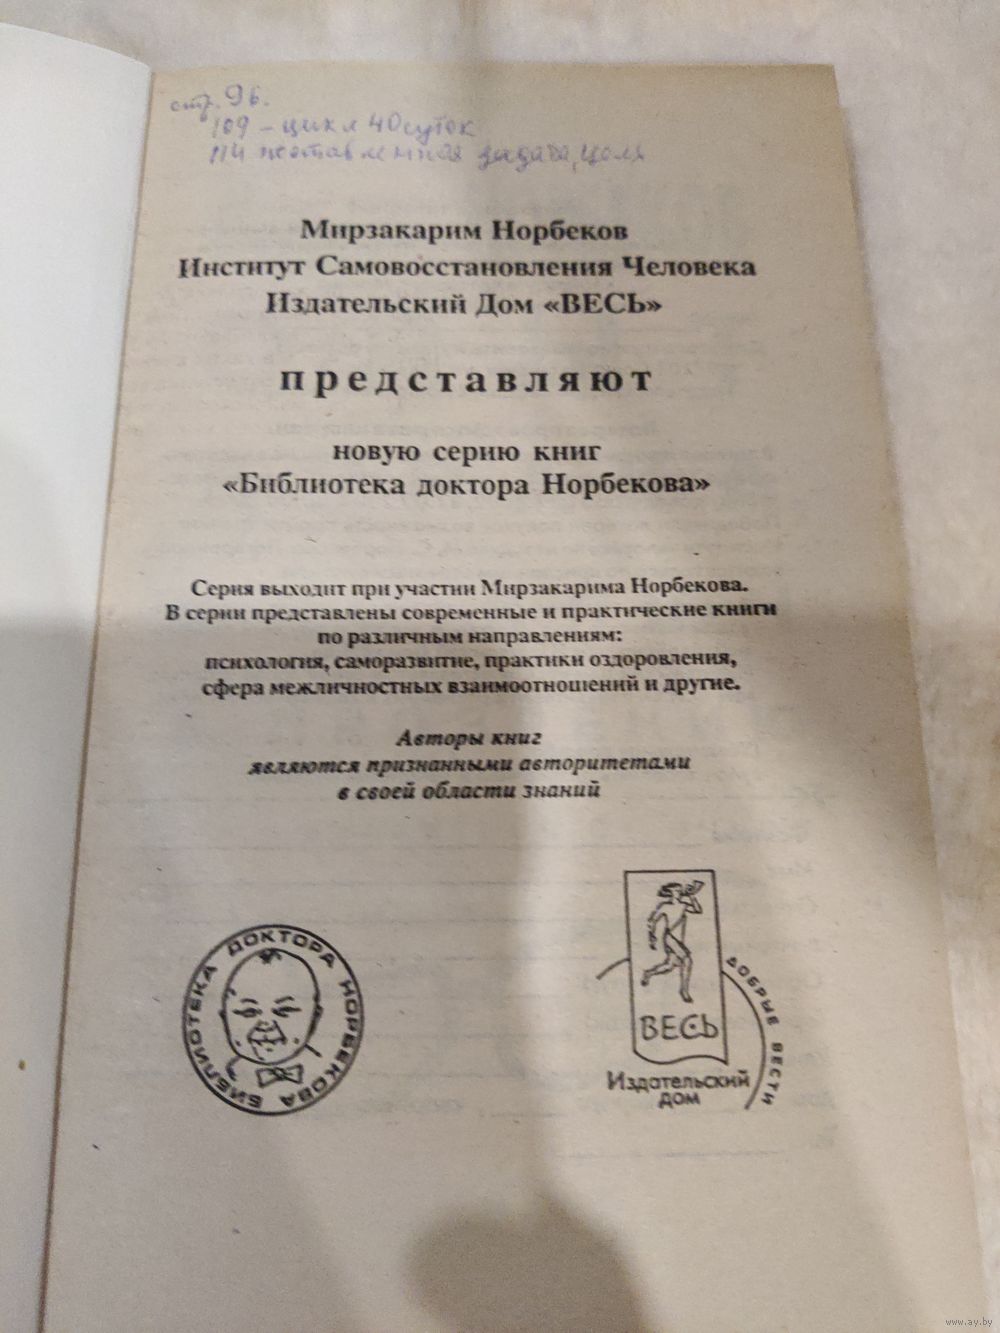 стр. 96.
109 - цикл 40 суток
114 поставленная задача, цель
Мирзакарим Норбеков
Институт Самовосстановления Человека
Издательский Дом «ВЕСЬ»
представляют
новую серию книг
«Библиотека доктора Норбекова»
Серия выходит при участии Мирзакарима Норбекова.
В серии представлены современные и практические книги
по различным направлениям:
психология, саморазвитие, практики оздоровления,
сфера межличностных взаимоотношений и другие.
Авторы книг
являются признанными авторитетами
в своей области знаний
БИБЛИОТЕКА ДОКТОРА НОРБЕКОВА
ВЕСЬ
Издательский
ДОМ
ДОБРЫЕ ВЕСТИ
www.ay.by